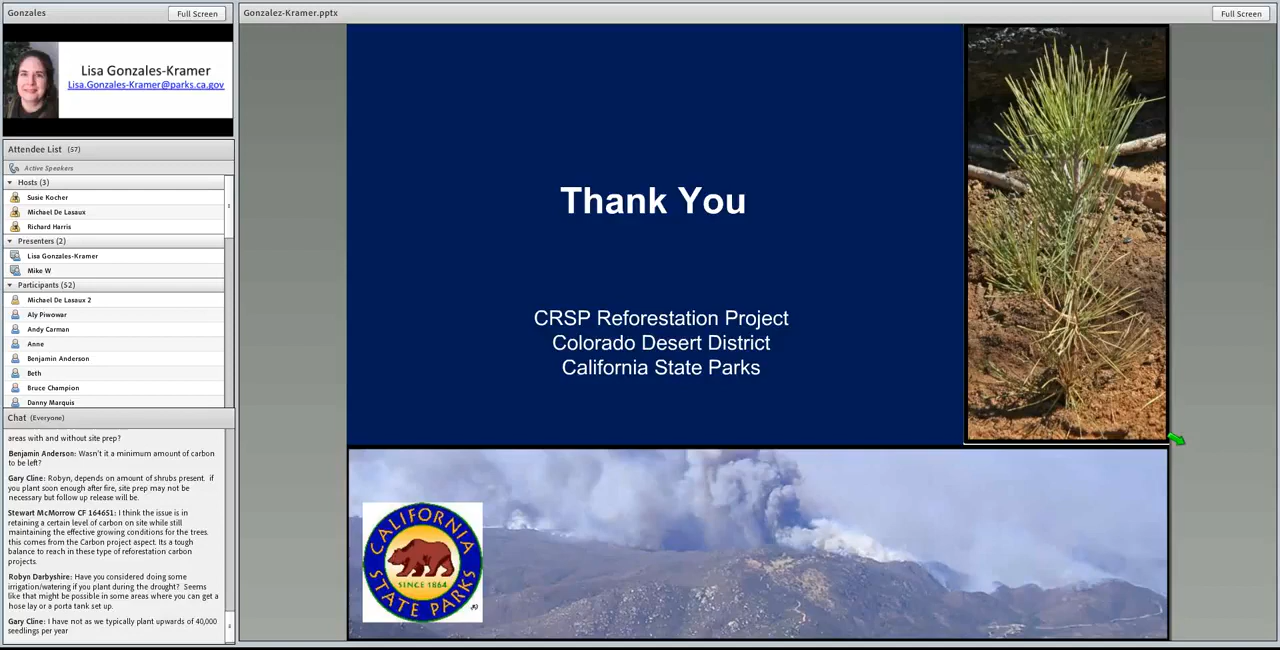 Gonzales
Full Screen
Lisa Gonzales-Kramer
Lisa.Gonzales-Kramer@parks.ca.gov
Attendee List (57)
Active Speakers
Hosts (3)
Susie Kocher
Michael De Lasaux
Richard Harris
Presenters (2)
Lisa Gonzales-Kramer
Mike W
Participants (52)
Michael De Lasaux 2
Aly Piwowar
Andy Carman
Anne
Benjamin Anderson
Beth
Bruce Champion
Danny Marquis
Chat (Everyone)
areas with and without site prep?
Benjamin Anderson: Wasn't it a minimum amount of carbon
to be left?
Gary Cline: Robyn, depends on amount of shrubs present. if
you plant soon enough after fire, site prep may not be
necessary but follow up release will be.
Stewart McMorrow CF 164651: I think the issue is in
retaining a certain level of carbon on site while still
maintaining the effective growing conditions for the trees.
this comes from the Carbon project aspect. Its a tough
balance to reach in these type of reforestation carbon
projects.
Robyn Darbyshire: Have you considered doing some
irrigation/watering if you plant during the drought? Seems
like that might be possible in some areas where you can get a
hose lay or a porta tank set up.
Gary Cline: I have not as we typically plant upwards of 40,000
seedlings per year
Gonzalez-Kramer.pptx
Full Screen
Thank You
CRSP Reforestation Project
Colorado Desert District
California State Parks
CALIFORNIA
SINCE 1864
STATE PARKS